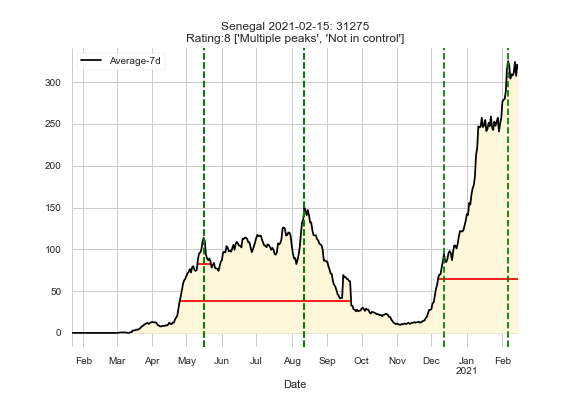 Senegal 2021-02-15: 31275
Rating:8 ['Multiple peaks', 'Not in control']
Average-7d
300
250
200
150
100
50
0
Feb Mar Apr May Jun Jul Aug Sep Oct Nov Dec Jan Feb
2021
Date